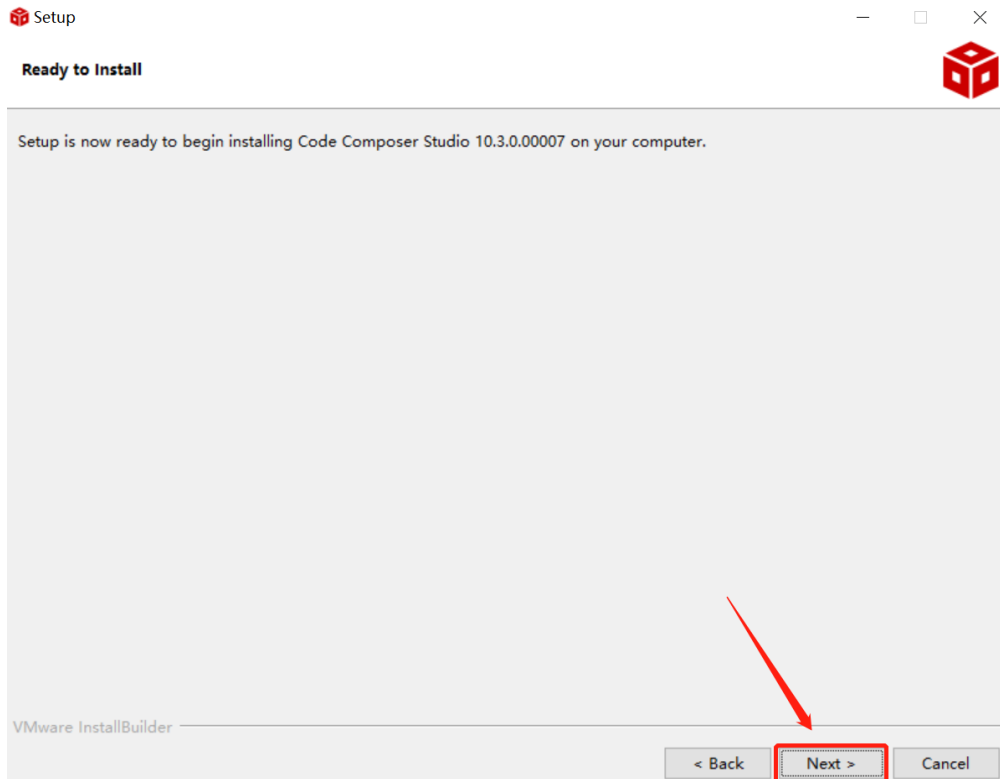 Setup
Ready to Install
Setup is now ready to begin installing Code Composer Studio 10.3.0.00007 on your computer.
VMware InstallBuilder
< Back
Next >
Cancel